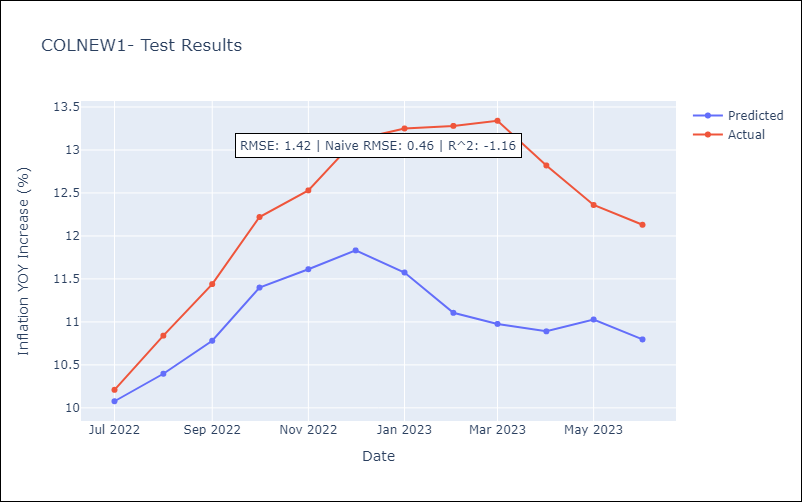 COLNEW1- Test Results
Predicted
Actual
RMSE: 1.42 | Naive RMSE: 0.46 | R^2: -1.16
Inflation YOY Increase (%)
13.5
13
12.5
12
11.5
11
10.5
10
Jul 2022
Sep 2022
Nov 2022
Jan 2023
Mar 2023
May 2023
Date